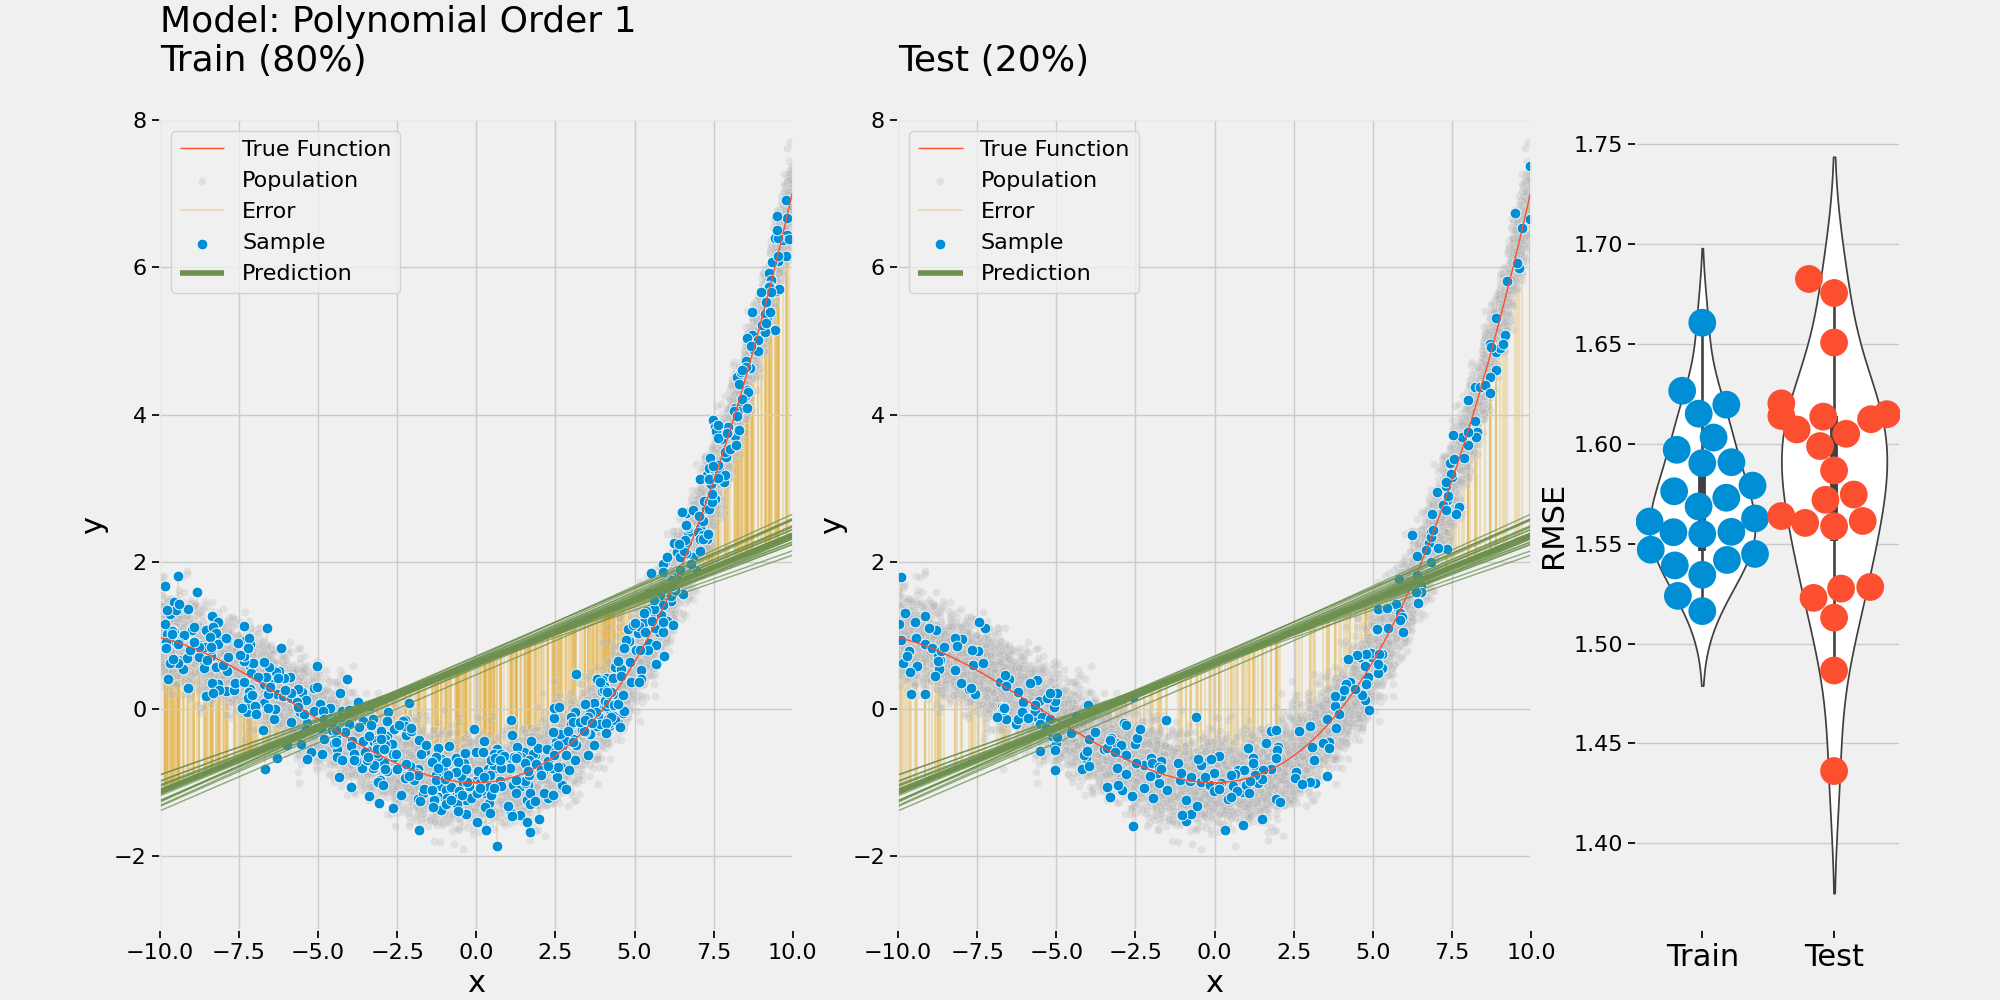 Model: Polynomial Order 1
Train (80%)
8
6
4
2
0
−2
y
True Function
Population
Error
Sample
Prediction
−10.0 −7.5 −5.0 −2.5 0.0 2.5 5.0 7.5 10.0
x
Test (20%)
8
6
4
2
0
−2
y
True Function
Population
Error
Sample
Prediction
−10.0 −7.5 −5.0 −2.5 0.0 2.5 5.0 7.5 10.0
x
1.75
1.70
1.65
1.60
1.55
1.50
1.45
1.40
RMSE
Train Test